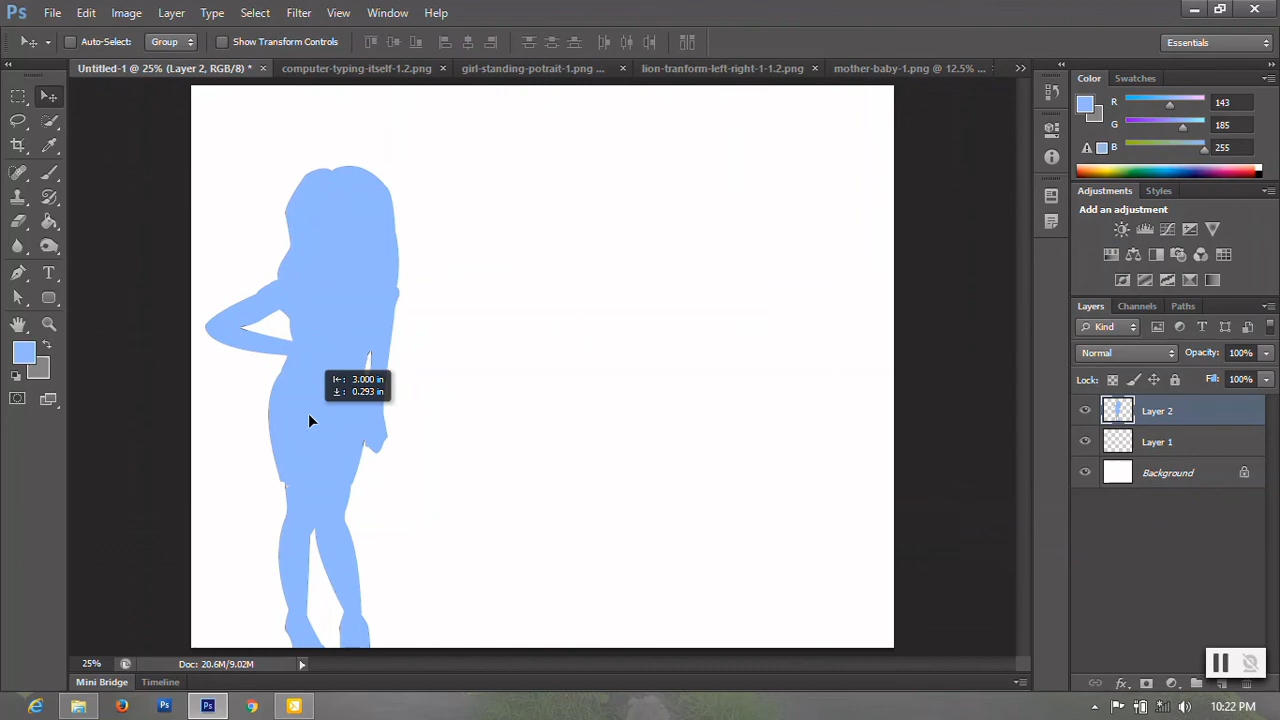 Ps File Edit Image Layer Type Select Filter View Window Help
Auto-Select: Group Show Transform Controls Essentials
Untitled-1 @ 25% (Layer 2, RGB/8) * × computer-typing-itself-1.2.png × girl-standing-potrait-1.png ... × lion-tranform-left-right-1-1.2.png × mother-baby-1.png @ 12.5% ...
Color Swatches
R 143
G 185
B 255
Adjustments Styles
Add an adjustment
Layers Channels Paths
Kind
Normal Opacity: 100%
Lock: Fill: 100%
Layer 2
Layer 1
Background
3.000 in
0.293 in
25% Doc: 20.6M/9.02M
Mini Bridge Timeline
Ps Ps 10:22 PM